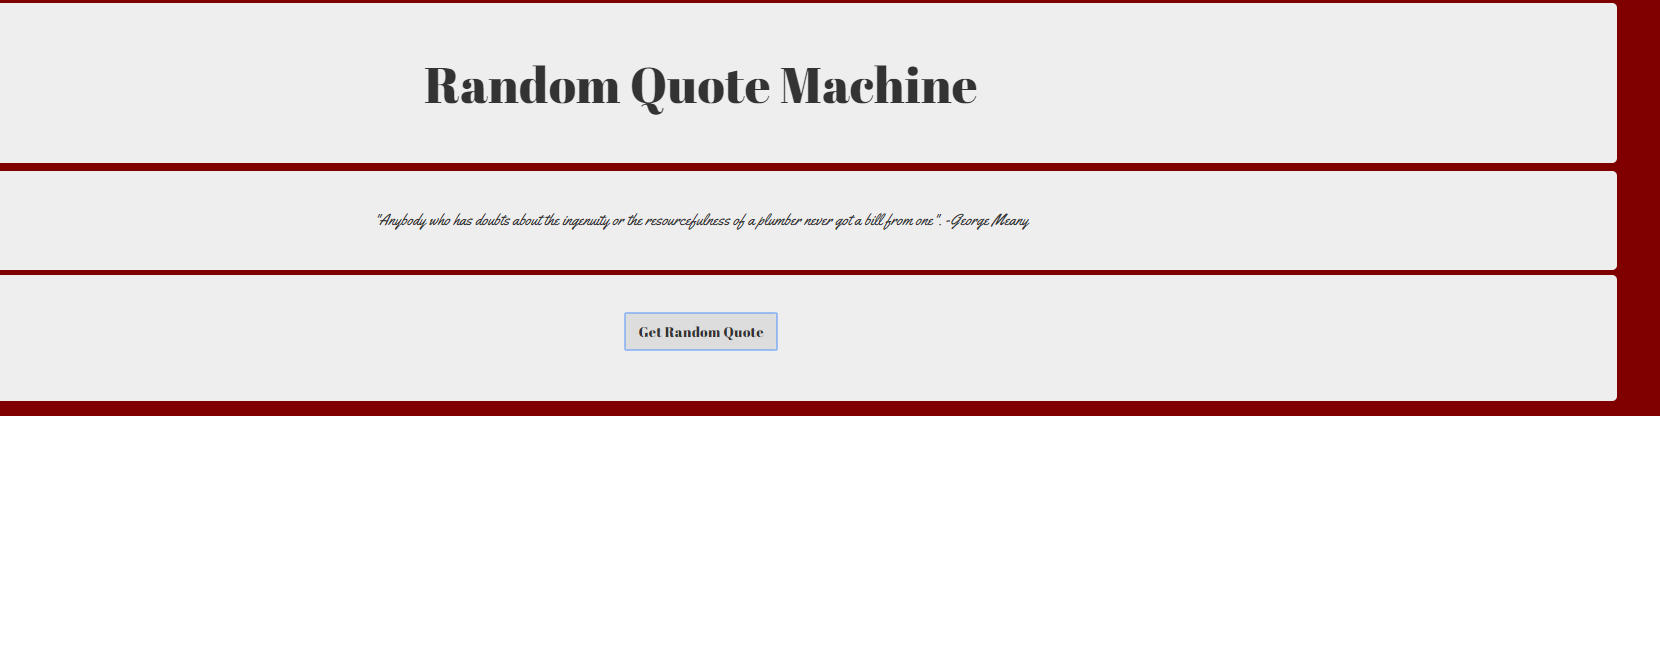 Random Quote Machine
"Anybody who has doubts about the ingenuity or the resourcefulness of a plumber never got a bill from one". -George Meany
Get Random Quote